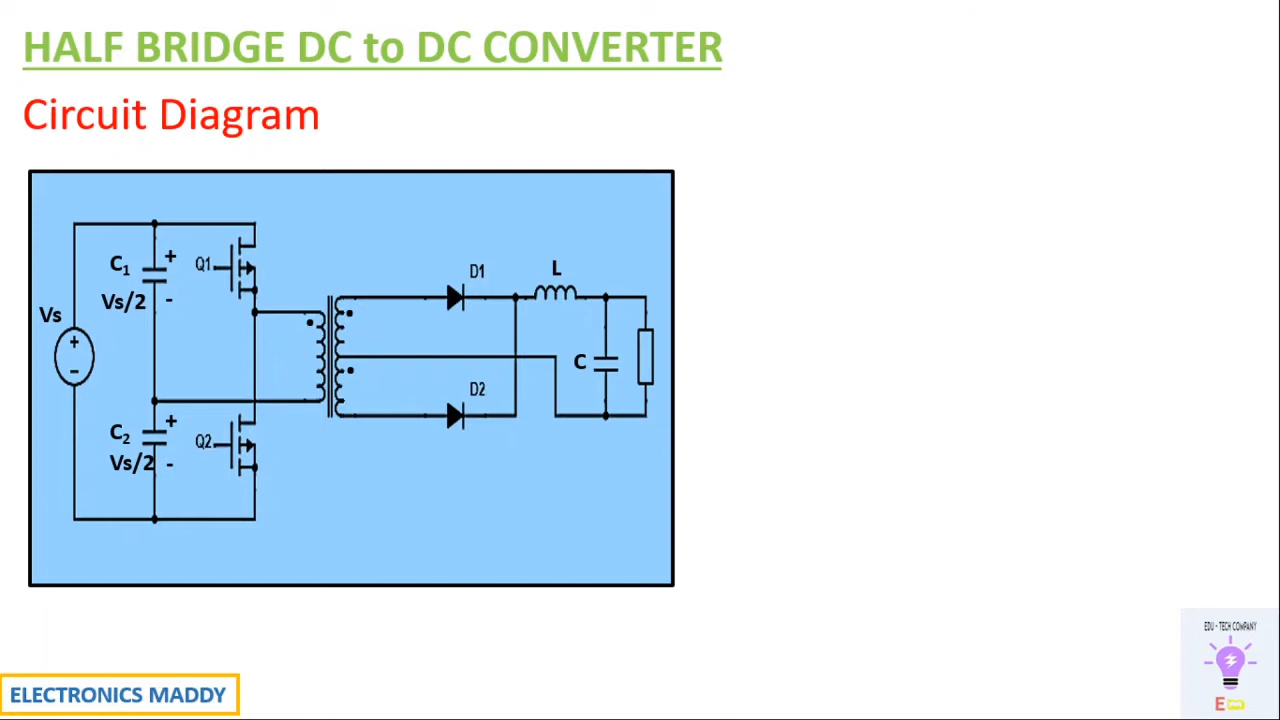 HALF BRIDGE DC to DC CONVERTER
Circuit Diagram
C1
+
Q1
Vs/2
-
Vs
+
-
D1
L
C
D2
C2
+
Q2
Vs/2
-
EDU - TECH COMPANY
E
ELECTRONICS MADDY